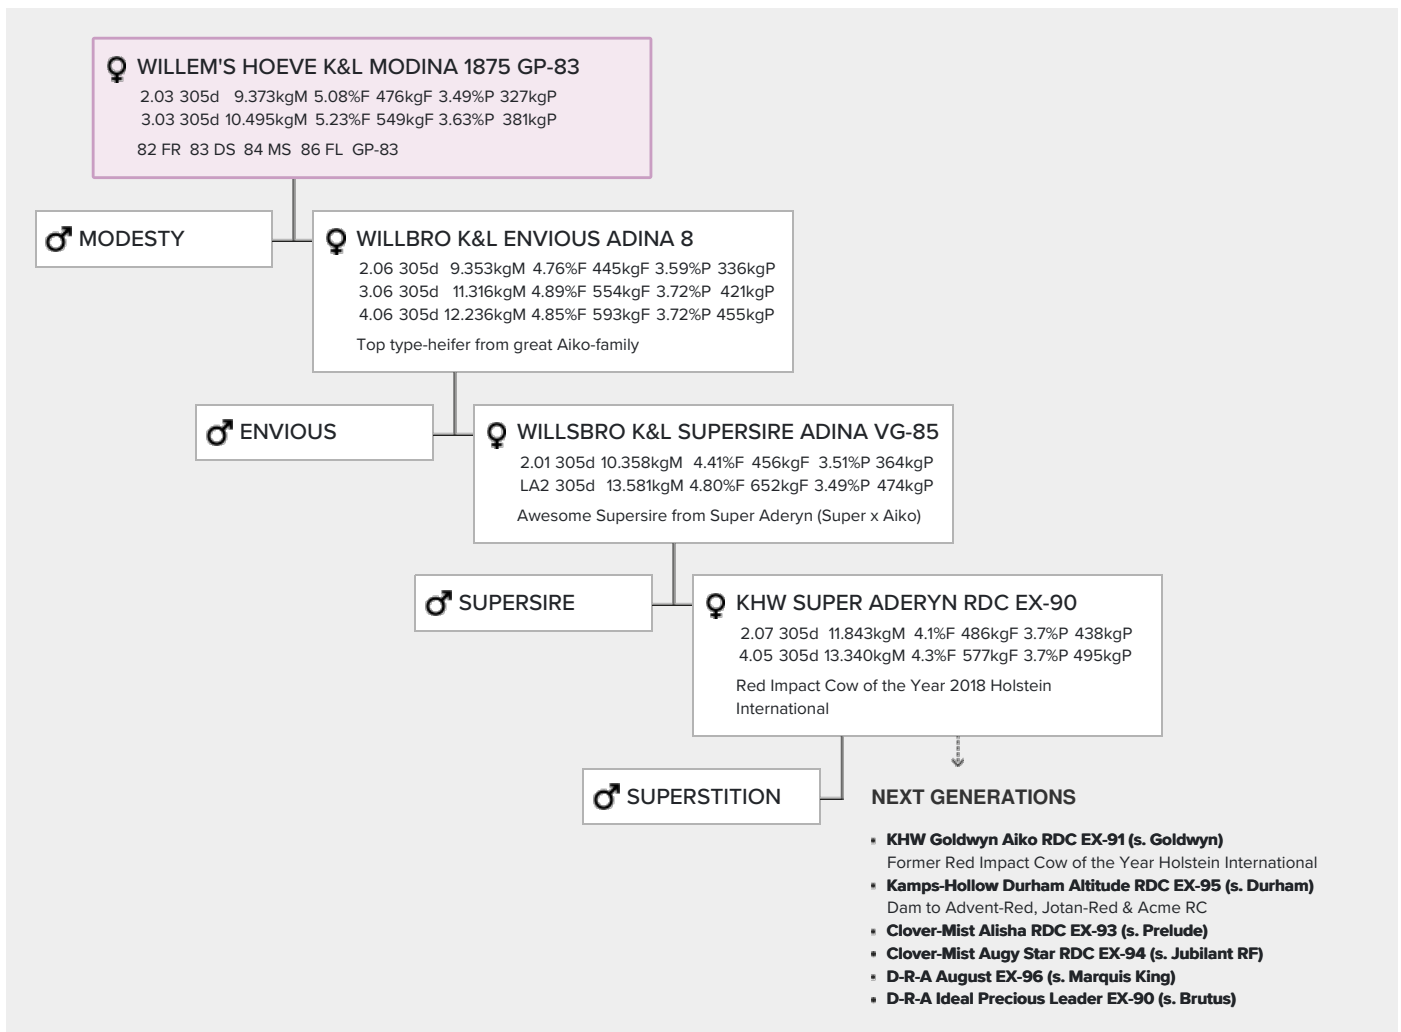 WILLEM'S HOEVE K&L MODINA 1875 GP-83
2.03 305d 9.373kgM 5.08%F 476kgF 3.49%P 327kgP
3.03 305d 10.495kgM 5.23%F 549kgF 3.63%P 381kgP
82 FR 83 DS 84 MS 86 FL GP-83
MODESTY
WILLBRO K&L ENVIOUS ADINA 8
2.06 305d 9.353kgM 4.76%F 445kgF 3.59%P 336kgP
3.06 305d 11.316kgM 4.89%F 554kgF 3.72%P 421kgP
4.06 305d 12.236kgM 4.85%F 593kgF 3.72%P 455kgP
Top type-heifer from great Aiko-family
ENVIOUS
WILLSBRO K&L SUPERSIRE ADINA VG-85
2.01 305d 10.358kgM 4.41%F 456kgF 3.51%P 364kgP
LA2 305d 13.581kgM 4.80%F 652kgF 3.49%P 474kgP
Awesome Supersire from Super Aderyn (Super x Aiko)
SUPERSIRE
KHW SUPER ADERYN RDC EX-90
2.07 305d 11.843kgM 4.1%F 486kgF 3.7%P 438kgP
4.05 305d 13.340kgM 4.3%F 577kgF 3.7%P 495kgP
Red Impact Cow of the Year 2018 Holstein
International
SUPERSTITION
NEXT GENERATIONS
▪ KHW Goldwyn Aiko RDC EX-91 (s. Goldwyn)
Former Red Impact Cow of the Year Holstein International
▪ Kamps-Hollow Durham Altitude RDC EX-95 (s. Durham)
Dam to Advent-Red, Jotan-Red & Acme RC
▪ Clover-Mist Alisha RDC EX-93 (s. Prelude)
▪ Clover-Mist Augy Star RDC EX-94 (s. Jubilant RF)
▪ D-R-A August EX-96 (s. Marquis King)
▪ D-R-A Ideal Precious Leader EX-90 (s. Brutus)